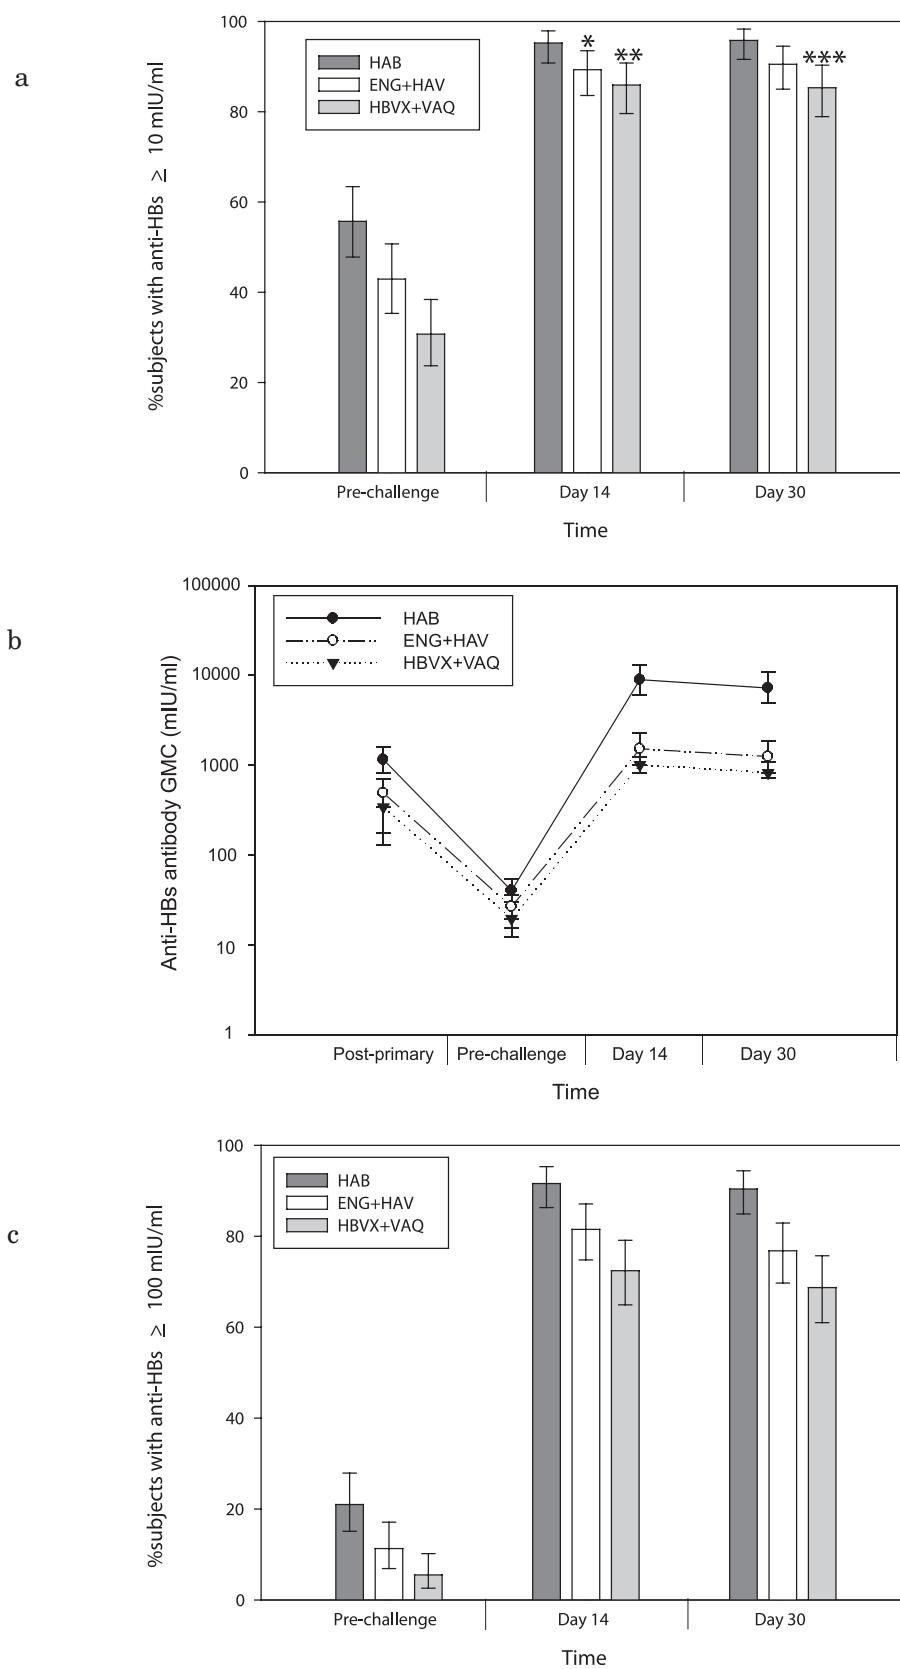 a
%subjects with anti-HBs ≥ 10 mIU/ml
100
80
60
40
20
0
HAB
ENG+HAV
HBVX+VAQ
*
**
***
Pre-challenge
Day 14
Day 30
Time
b
Anti-HBs antibody GMC (mIU/ml)
100000
10000
1000
100
10
1
HAB
ENG+HAV
HBVX+VAQ
Post-primary
Pre-challenge
Day 14
Day 30
Time
c
%subjects with anti-HBs ≥ 100 mIU/ml
100
80
60
40
20
0
HAB
ENG+HAV
HBVX+VAQ
Pre-challenge
Day 14
Day 30
Time